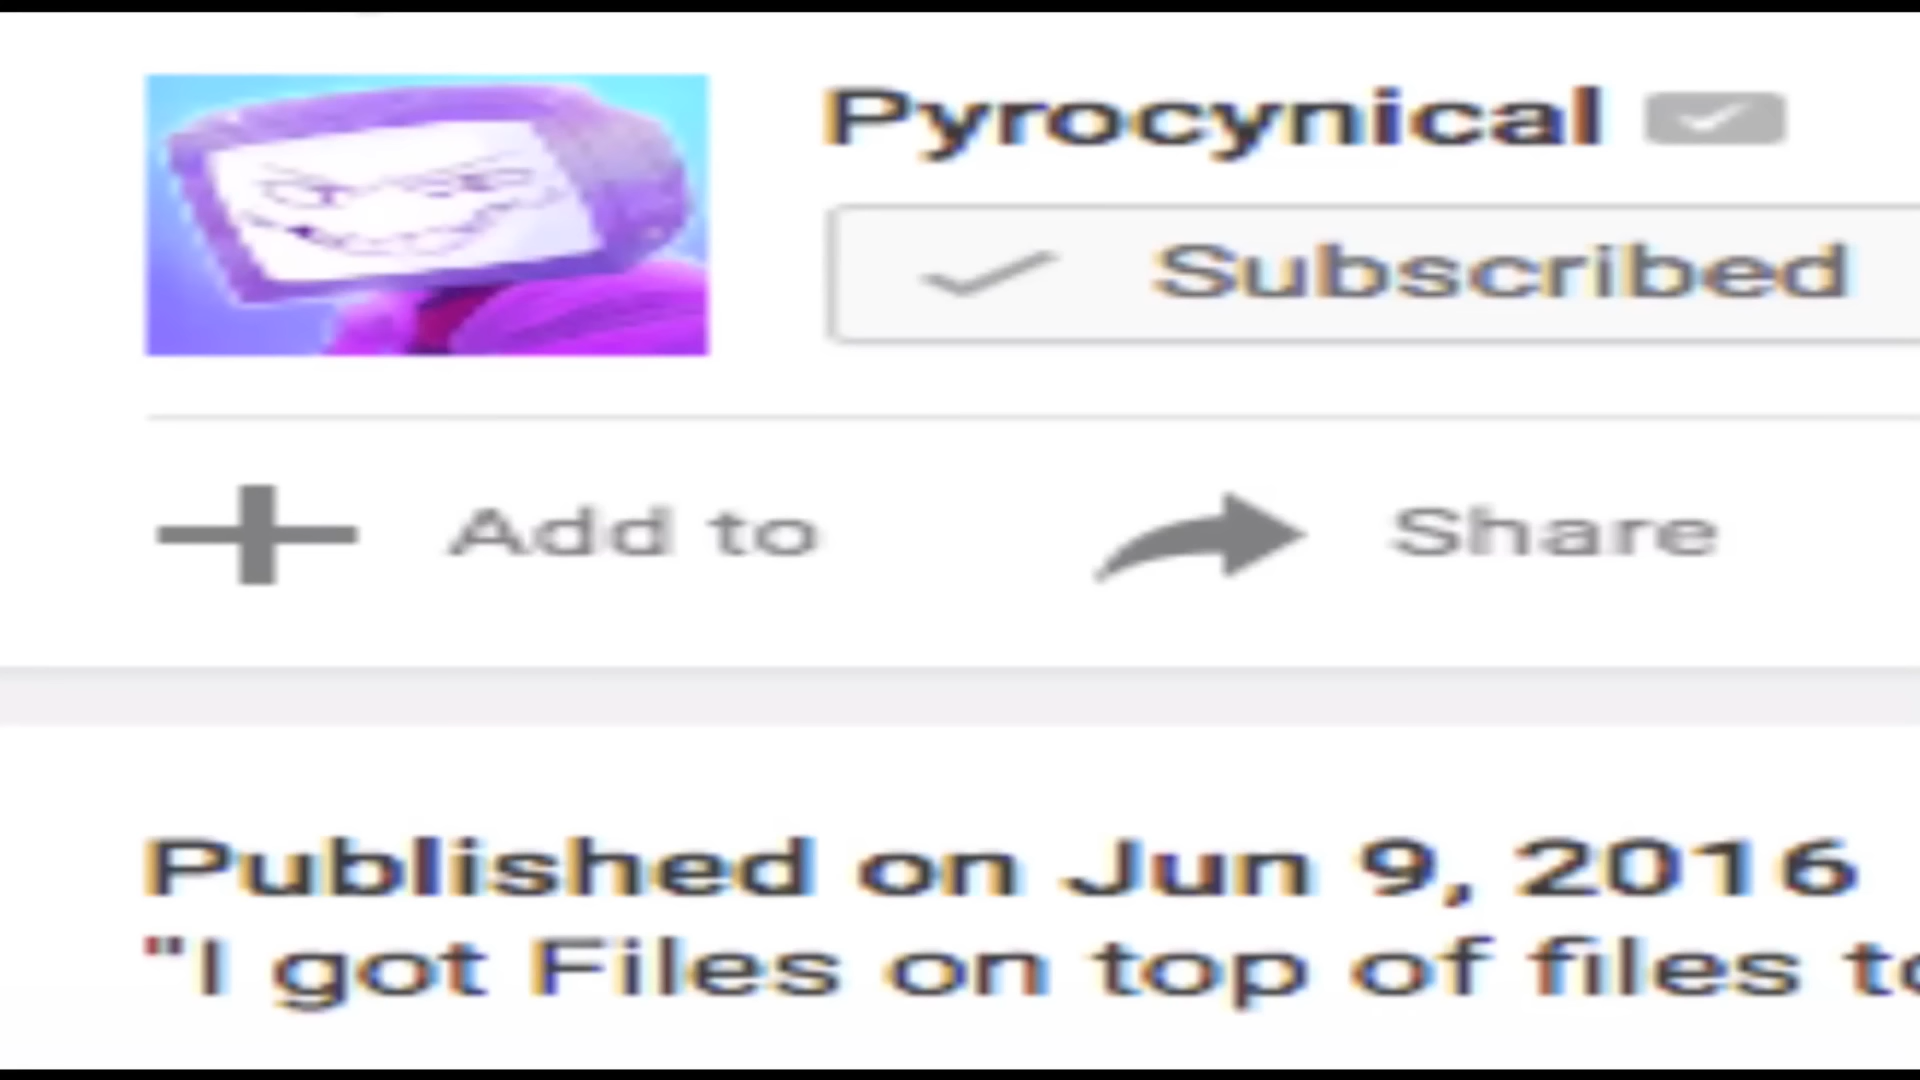 Pyrocynical
Subscribed
Add to Share
Published on Jun 9, 2016
"I got Files on top of files